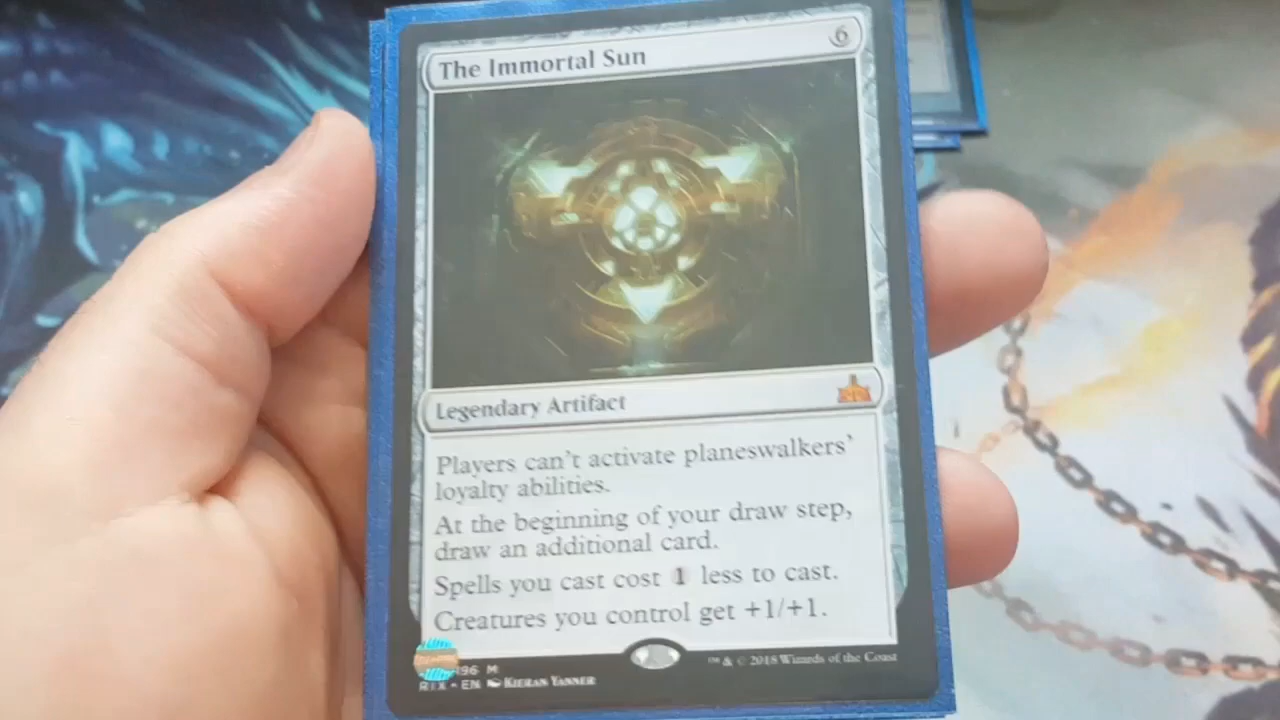 The Immortal Sun 6
Legendary Artifact
Players can't activate planeswalkers'
loyalty abilities.
At the beginning of your draw step,
draw an additional card.
Spells you cast cost 1 less to cast.
Creatures you control get +1/+1.
96 M
RIX • EN KIERAN YANNER
™ & © 2018 Wizards of the Coast